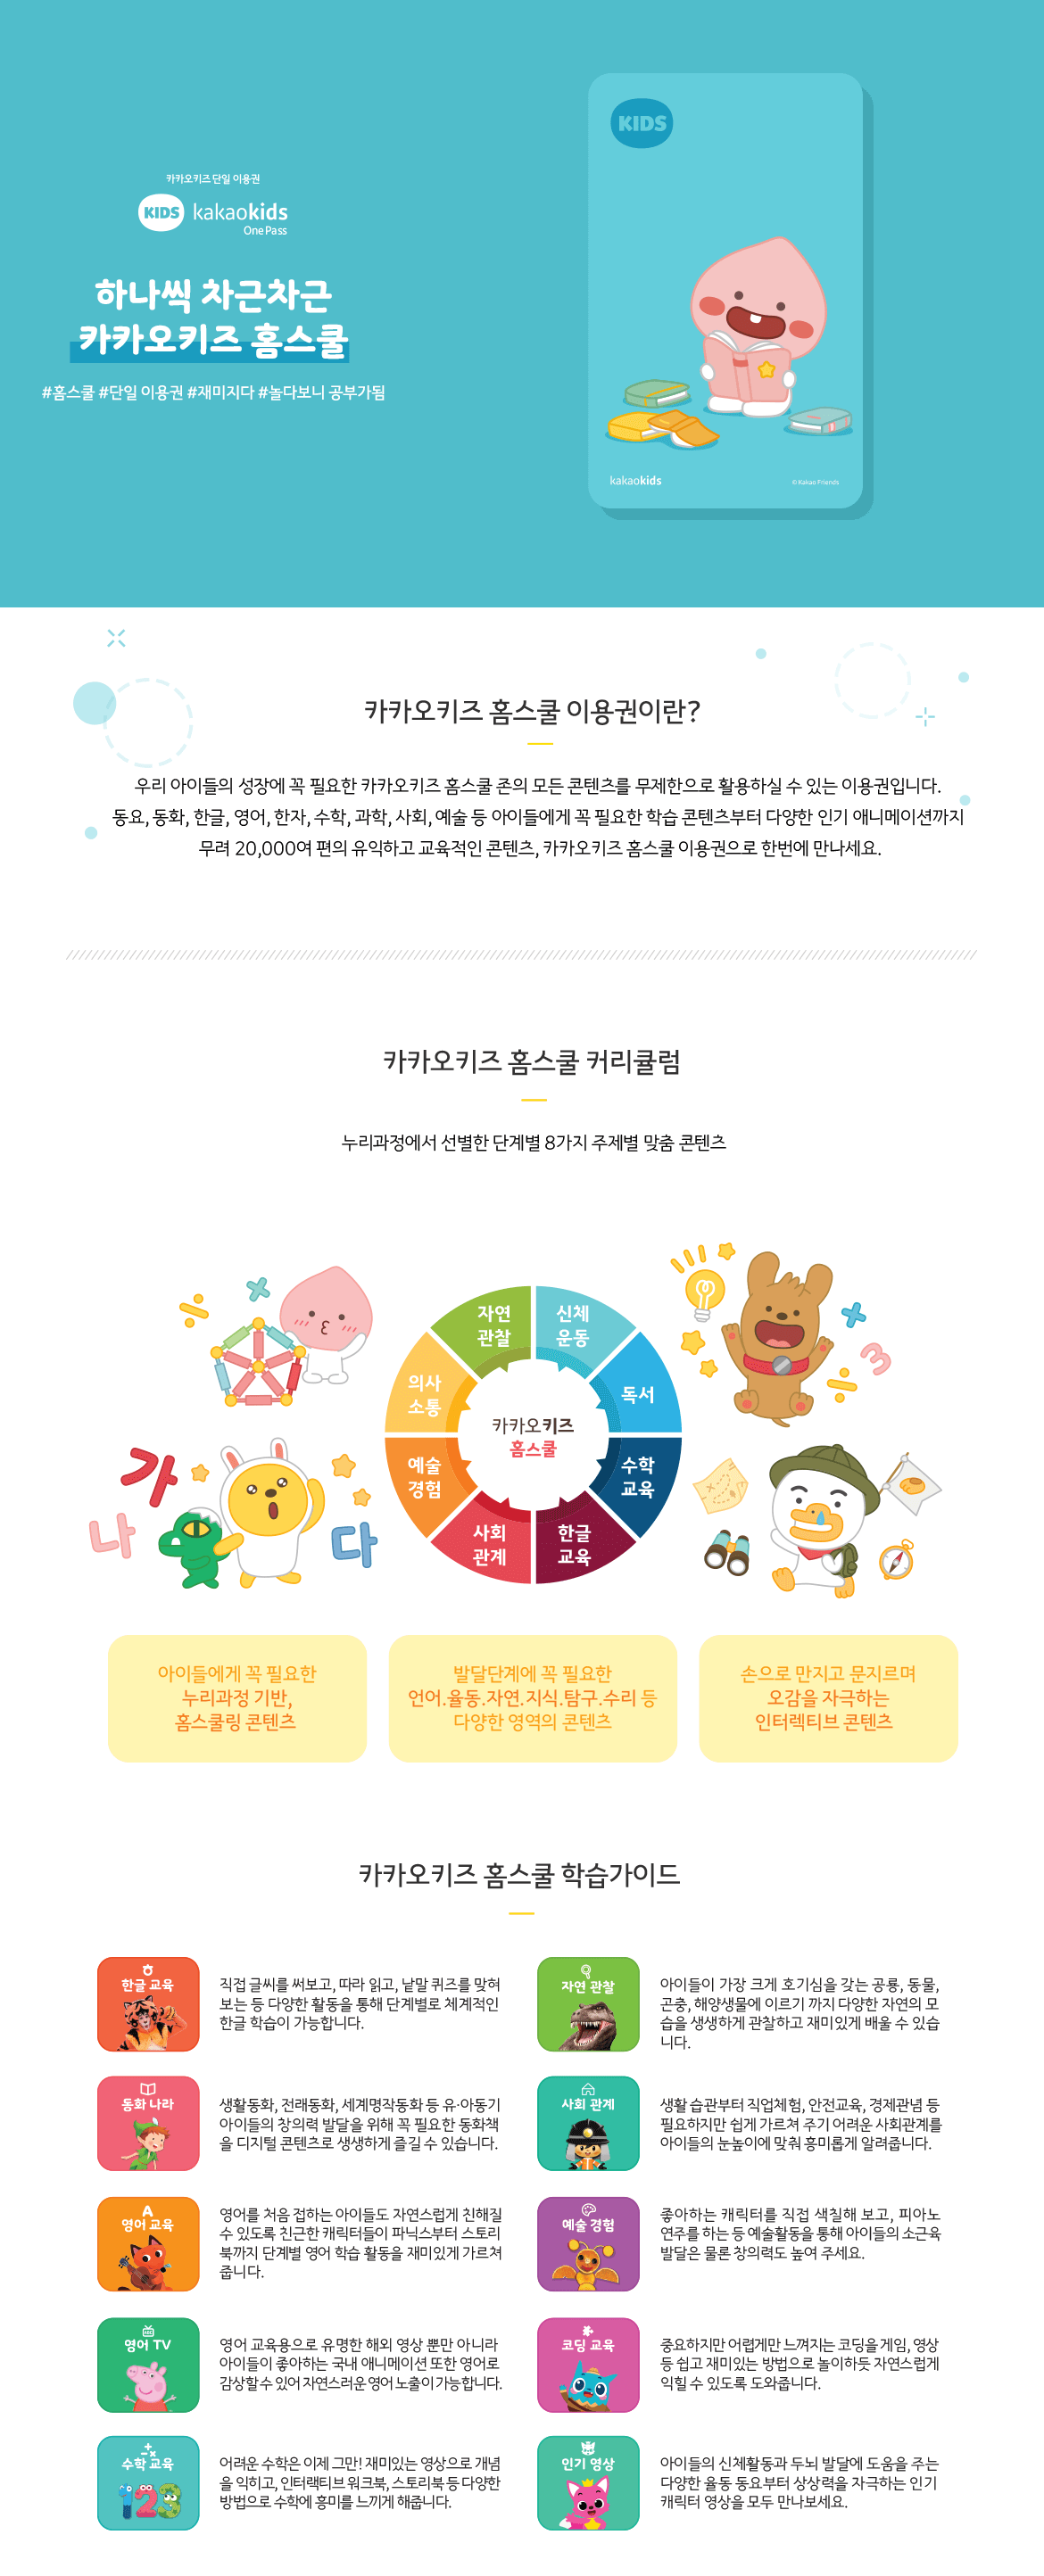 카카오키즈 단일 이용권
KIDS kakaokids
One Pass
하나씩 차근차근
카카오키즈 홈스쿨
#홈스쿨 #단일 이용권 #재미지다 #놀다보니 공부가됨
KIDS
kakaokids
© Kakao Friends
카카오키즈 홈스쿨 이용권이란?
우리 아이들의 성장에 꼭 필요한 카카오키즈 홈스쿨 존의 모든 콘텐츠를 무제한으로 활용하실 수 있는 이용권입니다.
동요, 동화, 한글, 영어, 한자, 수학, 과학, 사회, 예술 등 아이들에게 꼭 필요한 학습 콘텐츠부터 다양한 인기 애니메이션까지
무려 20,000여 편의 유익하고 교육적인 콘텐츠, 카카오키즈 홈스쿨 이용권으로 한번에 만나세요.
카카오키즈 홈스쿨 커리큘럼
누리과정에서 선별한 단계별 8가지 주제별 맞춤 콘텐츠
자연
관찰
신체
운동
의사
소통
독서
카카오키즈
홈스쿨
예술
경험
수학
교육
사회
관계
한글
교육
3
가
나
다
아이들에게 꼭 필요한
누리과정 기반,
홈스쿨링 콘텐츠
발달단계에 꼭 필요한
언어.율동.자연.지식.탐구.수리 등
다양한 영역의 콘텐츠
손으로 만지고 문지르며
오감을 자극하는
인터렉티브 콘텐츠
카카오키즈 홈스쿨 학습가이드
한글 교육
직접 글씨를 써보고, 따라 읽고, 낱말 퀴즈를 맞혀
보는 등 다양한 활동을 통해 단계별로 체계적인
한글 학습이 가능합니다.
자연 관찰
아이들이 가장 크게 호기심을 갖는 공룡, 동물,
곤충, 해양생물에 이르기 까지 다양한 자연의 모
습을 생생하게 관찰하고 재미있게 배울 수 있습
니다.
동화 나라
생활동화, 전래동화, 세계명작동화 등 유·아동기
아이들의 창의력 발달을 위해 꼭 필요한 동화책
을 디지털 콘텐츠로 생생하게 즐길 수 있습니다.
사회 관계
생활 습관부터 직업체험, 안전교육, 경제관념 등
필요하지만 쉽게 가르쳐 주기 어려운 사회관계를
아이들의 눈높이에 맞춰 흥미롭게 알려줍니다.
A
영어 교육
영어를 처음 접하는 아이들도 자연스럽게 친해질
수 있도록 친근한 캐릭터들이 파닉스부터 스토리
북까지 단계별 영어 학습 활동을 재미있게 가르쳐
줍니다.
예술 경험
좋아하는 캐릭터를 직접 색칠해 보고, 피아노
연주를 하는 등 예술활동을 통해 아이들의 소근육
발달은 물론 창의력도 높여 주세요.
영어 TV
영어 교육용으로 유명한 해외 영상 뿐만 아니라
아이들이 좋아하는 국내 애니메이션 또한 영어로
감상할 수 있어 자연스러운 영어 노출이 가능합니다.
코딩 교육
중요하지만 어렵게만 느껴지는 코딩을 게임, 영상
등 쉽고 재미있는 방법으로 놀이하듯 자연스럽게
익힐 수 있도록 도와줍니다.
수학 교육
123
어려운 수학은 이제 그만! 재미있는 영상으로 개념
을 익히고, 인터랙티브 워크북, 스토리북 등 다양한
방법으로 수학에 흥미를 느끼게 해줍니다.
인기 영상
아이들의 신체활동과 두뇌 발달에 도움을 주는
다양한 율동 동요부터 상상력을 자극하는 인기
캐릭터 영상을 모두 만나보세요.